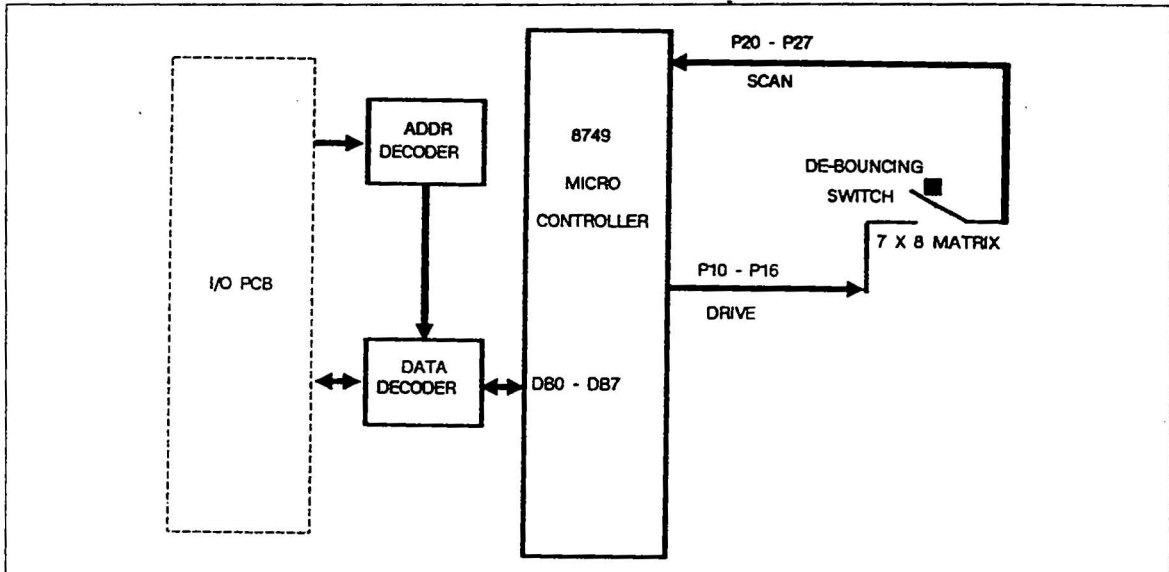 P20 - P27
SCAN
ADDR
DECODER
8749
MICRO
CONTROLLER
DE-BOUNCING
SWITCH
7 X 8 MATRIX
I/O PCB
P10 - P16
DRIVE
DATA
DECODER
DB0 - DB7